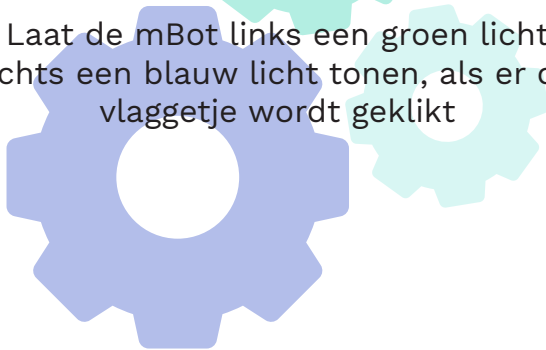 Laat de mBot links een groen licht
chts een blauw licht tonen, als er o
vlaggetje wordt geklikt